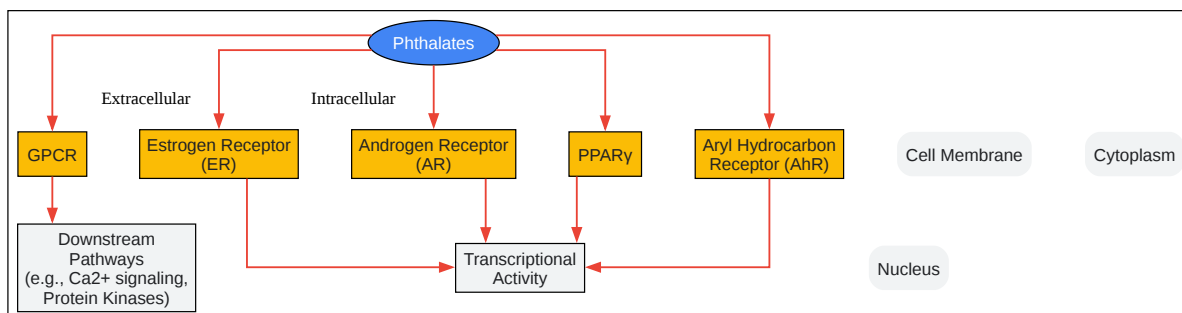 Phthalates
Extracellular
Intracellular
GPCR
Estrogen Receptor
(ER)
Androgen Receptor
(AR)
PPARγ
Aryl Hydrocarbon
Receptor (AhR)
Cell Membrane
Cytoplasm
Downstream
Pathways
(e.g., Ca2+ signaling,
Protein Kinases)
Transcriptional
Activity
Nucleus